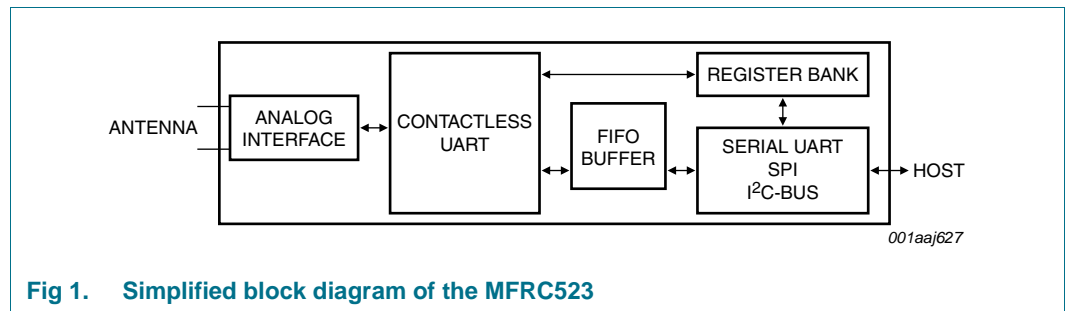 ANTENNA
ANALOG
INTERFACE
CONTACTLESS
UART
FIFO
BUFFER
REGISTER BANK
SERIAL UART
SPI
I²C-BUS
HOST
001aaj627
Fig 1. Simplified block diagram of the MFRC523